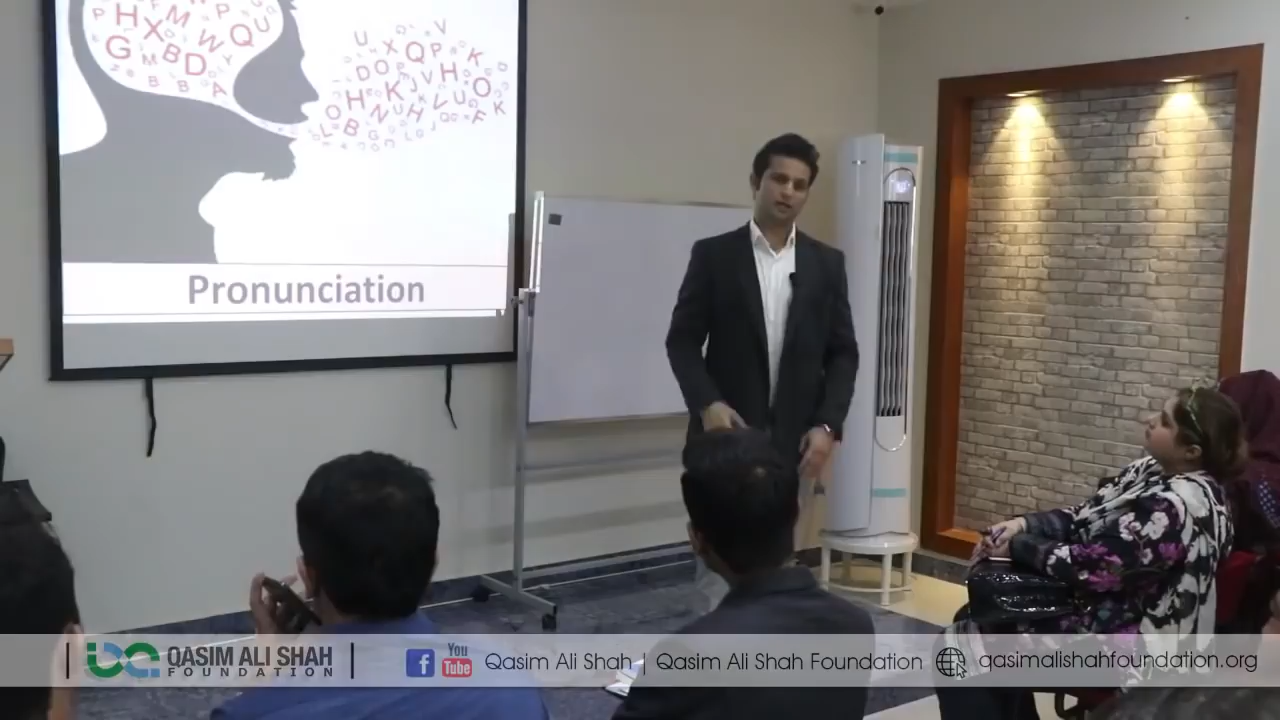 Pronunciation
QASIM ALI SHAH
FOUNDATION
f
You
Tube
Qasim Ali Shah | Qasim Ali Shah Foundation
qasimalishahfoundation.org